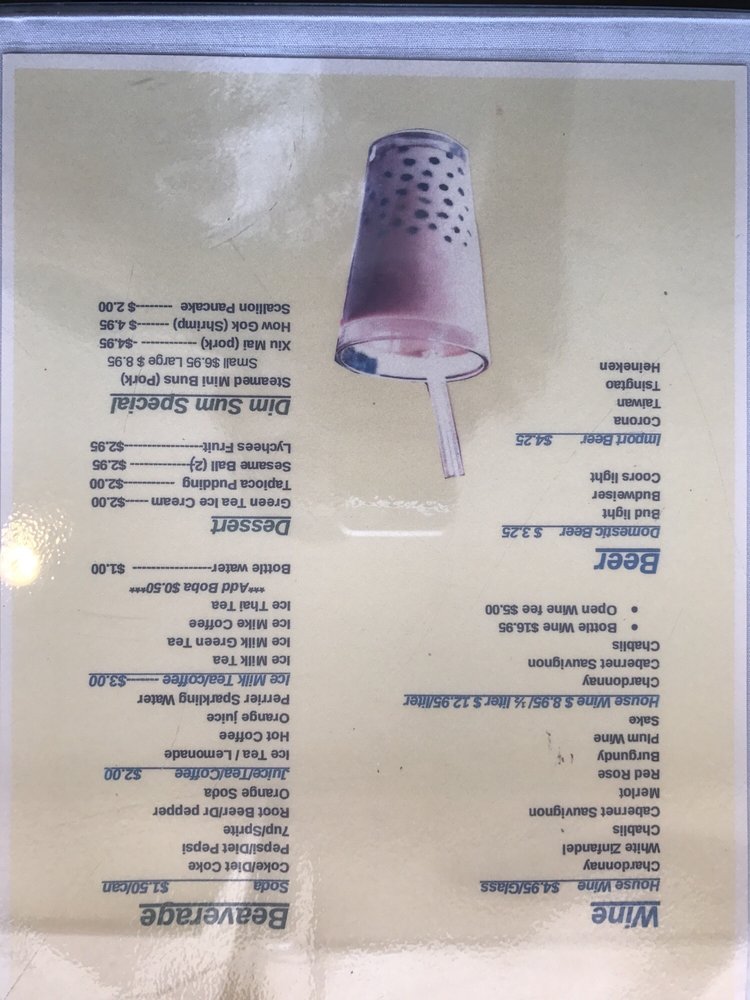 Wine
House Wine $4.95/Glass
Chardonnay
White Zinfandel
Chablis
Cabernet Sauvignon
Merlot
Red Rose
Burgundy
Plum Wine
Sake
House Wine $ 8.95/ ½ liter $ 12.95/liter
Chardonnay
Cabernet Sauvignon
Chablis
• Bottle Wine $16.95
• Open Wine fee $5.00
Beer
Domestic Beer $ 3.25
Bud light
Budweiser
Coors light
Import Beer $4.25
Corona
Taiwan
Tsingtao
Heineken
Beaverage
Soda $1.50/can
Coke/Diet Coke
Pepsi/Diet Pepsi
7up/Sprite
Root Beer/Dr pepper
Orange Soda
Juice/Tea/Coffee $2.00
Ice Tea / Lemonade
Hot Coffee
Orange juice
Perrier Sparkling Water
Ice Milk Tea/coffee -------$3.00
Ice Milk Tea
Ice Milk Green Tea
Ice Mike Coffee
Ice Thai Tea
***Add Boba $0.50***
Bottle water------------------ $1.00
Dessert
Green Tea Ice Cream -----$2.00
Tapioca Pudding -----------$2.00
Sesame Ball (2)-------------- $2.95
Lychees Fruit------------------$2.95
Dim Sum Special
Steamed Mini Buns (Pork)
Small $6.95 Large $ 8.95
Xiu Mai (pork) ------------ -$4.95
How Gok (Shrimp) -------$ 4.95
Scallion Pancake --------$ 2.00